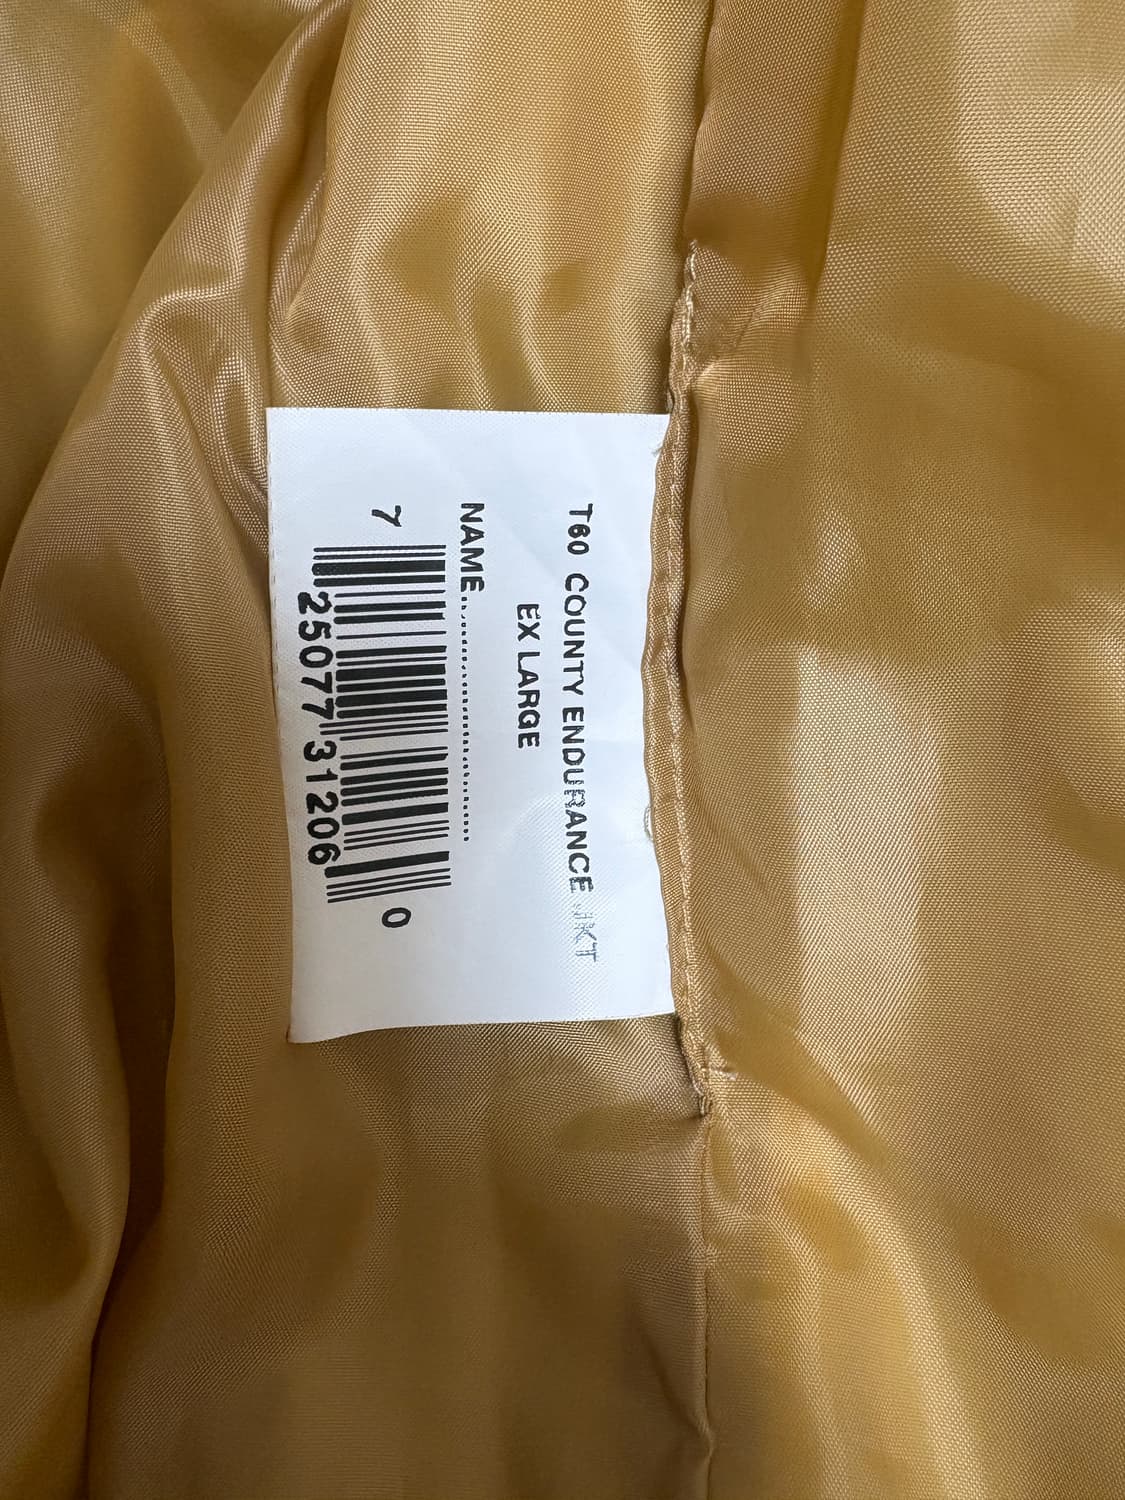 T60 COUNTY ENDURANCE JKT
EX LARGE
NAME....................
7 25077 31206 0